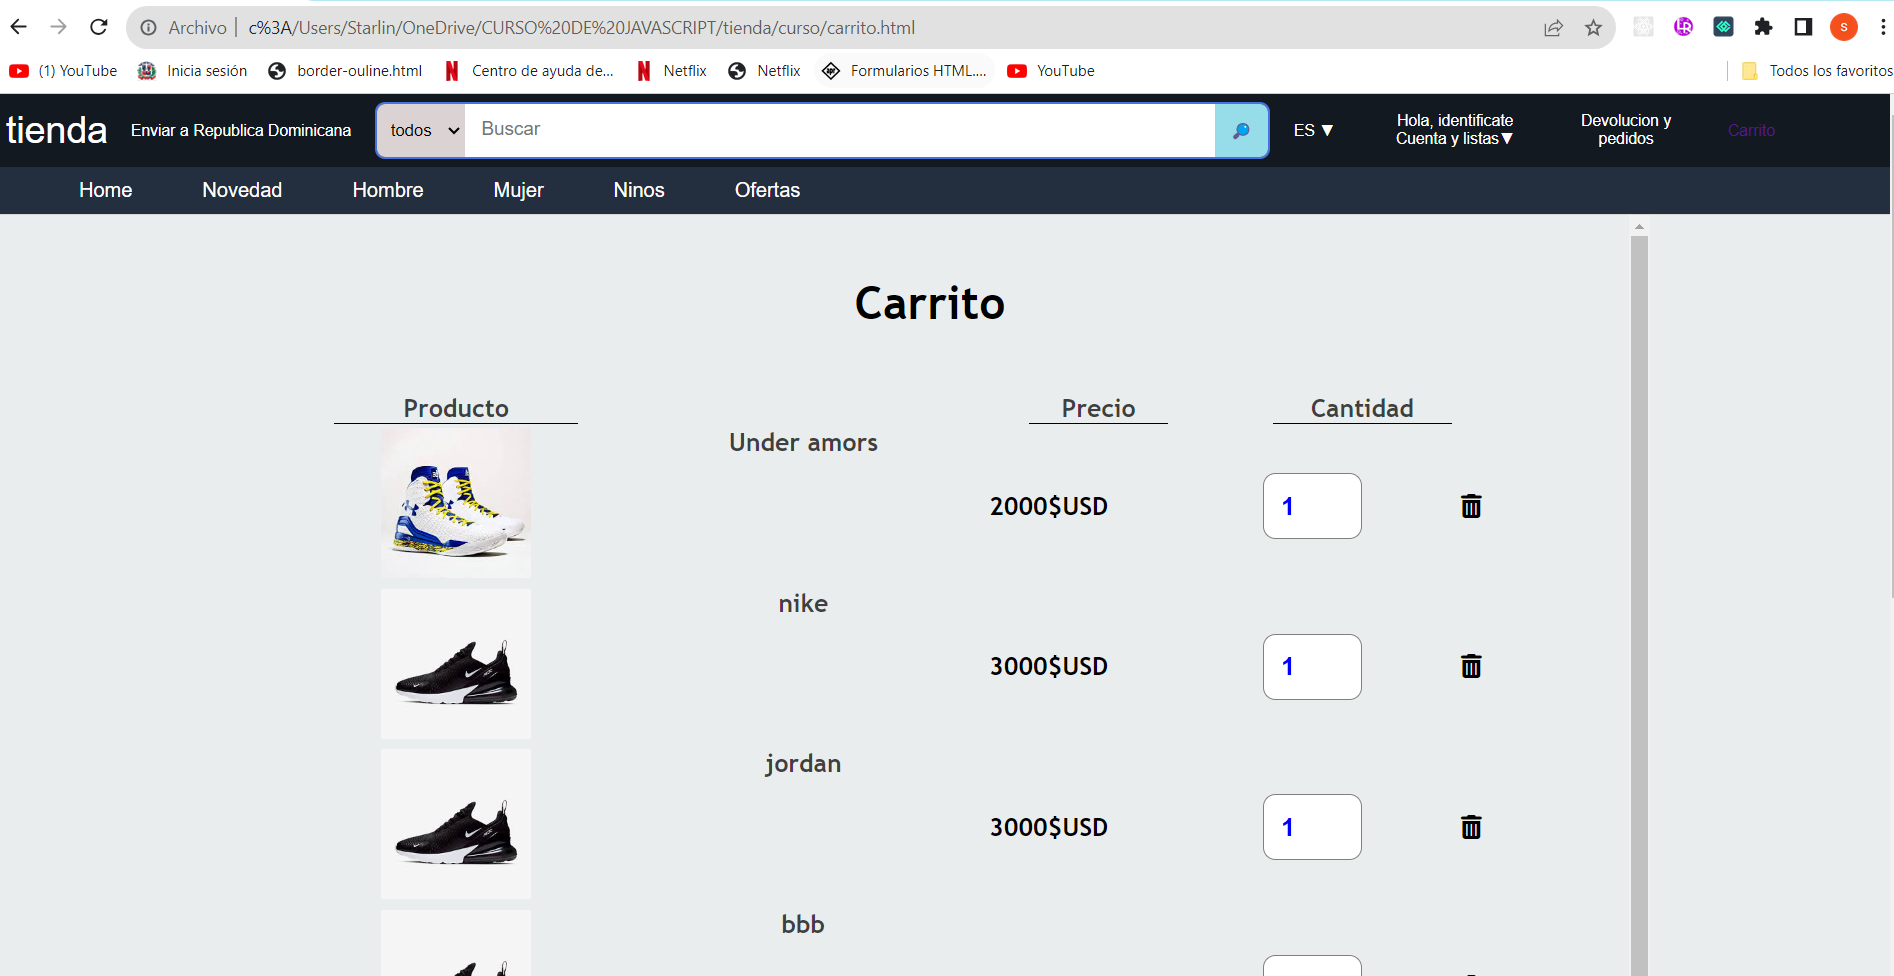 Archivo | c%3A/Users/Starlin/OneDrive/CURSO%20DE%20JAVASCRIPT/tienda/curso/carrito.html
S
(1) YouTube Inicia sesión border-ouline.html Centro de ayuda de... Netflix Netflix Formularios HTML.... YouTube Todos los favoritos
tienda Enviar a Republica Dominicana todos Buscar ES ▼ Hola, identificate
Cuenta y listas▼ Devolucion y
pedidos Carrito
Home Novedad Hombre Mujer Ninos Ofertas
Carrito
Producto Precio Cantidad
Under amors
2000$USD 1
nike
3000$USD 1
jordan
3000$USD 1
bbb